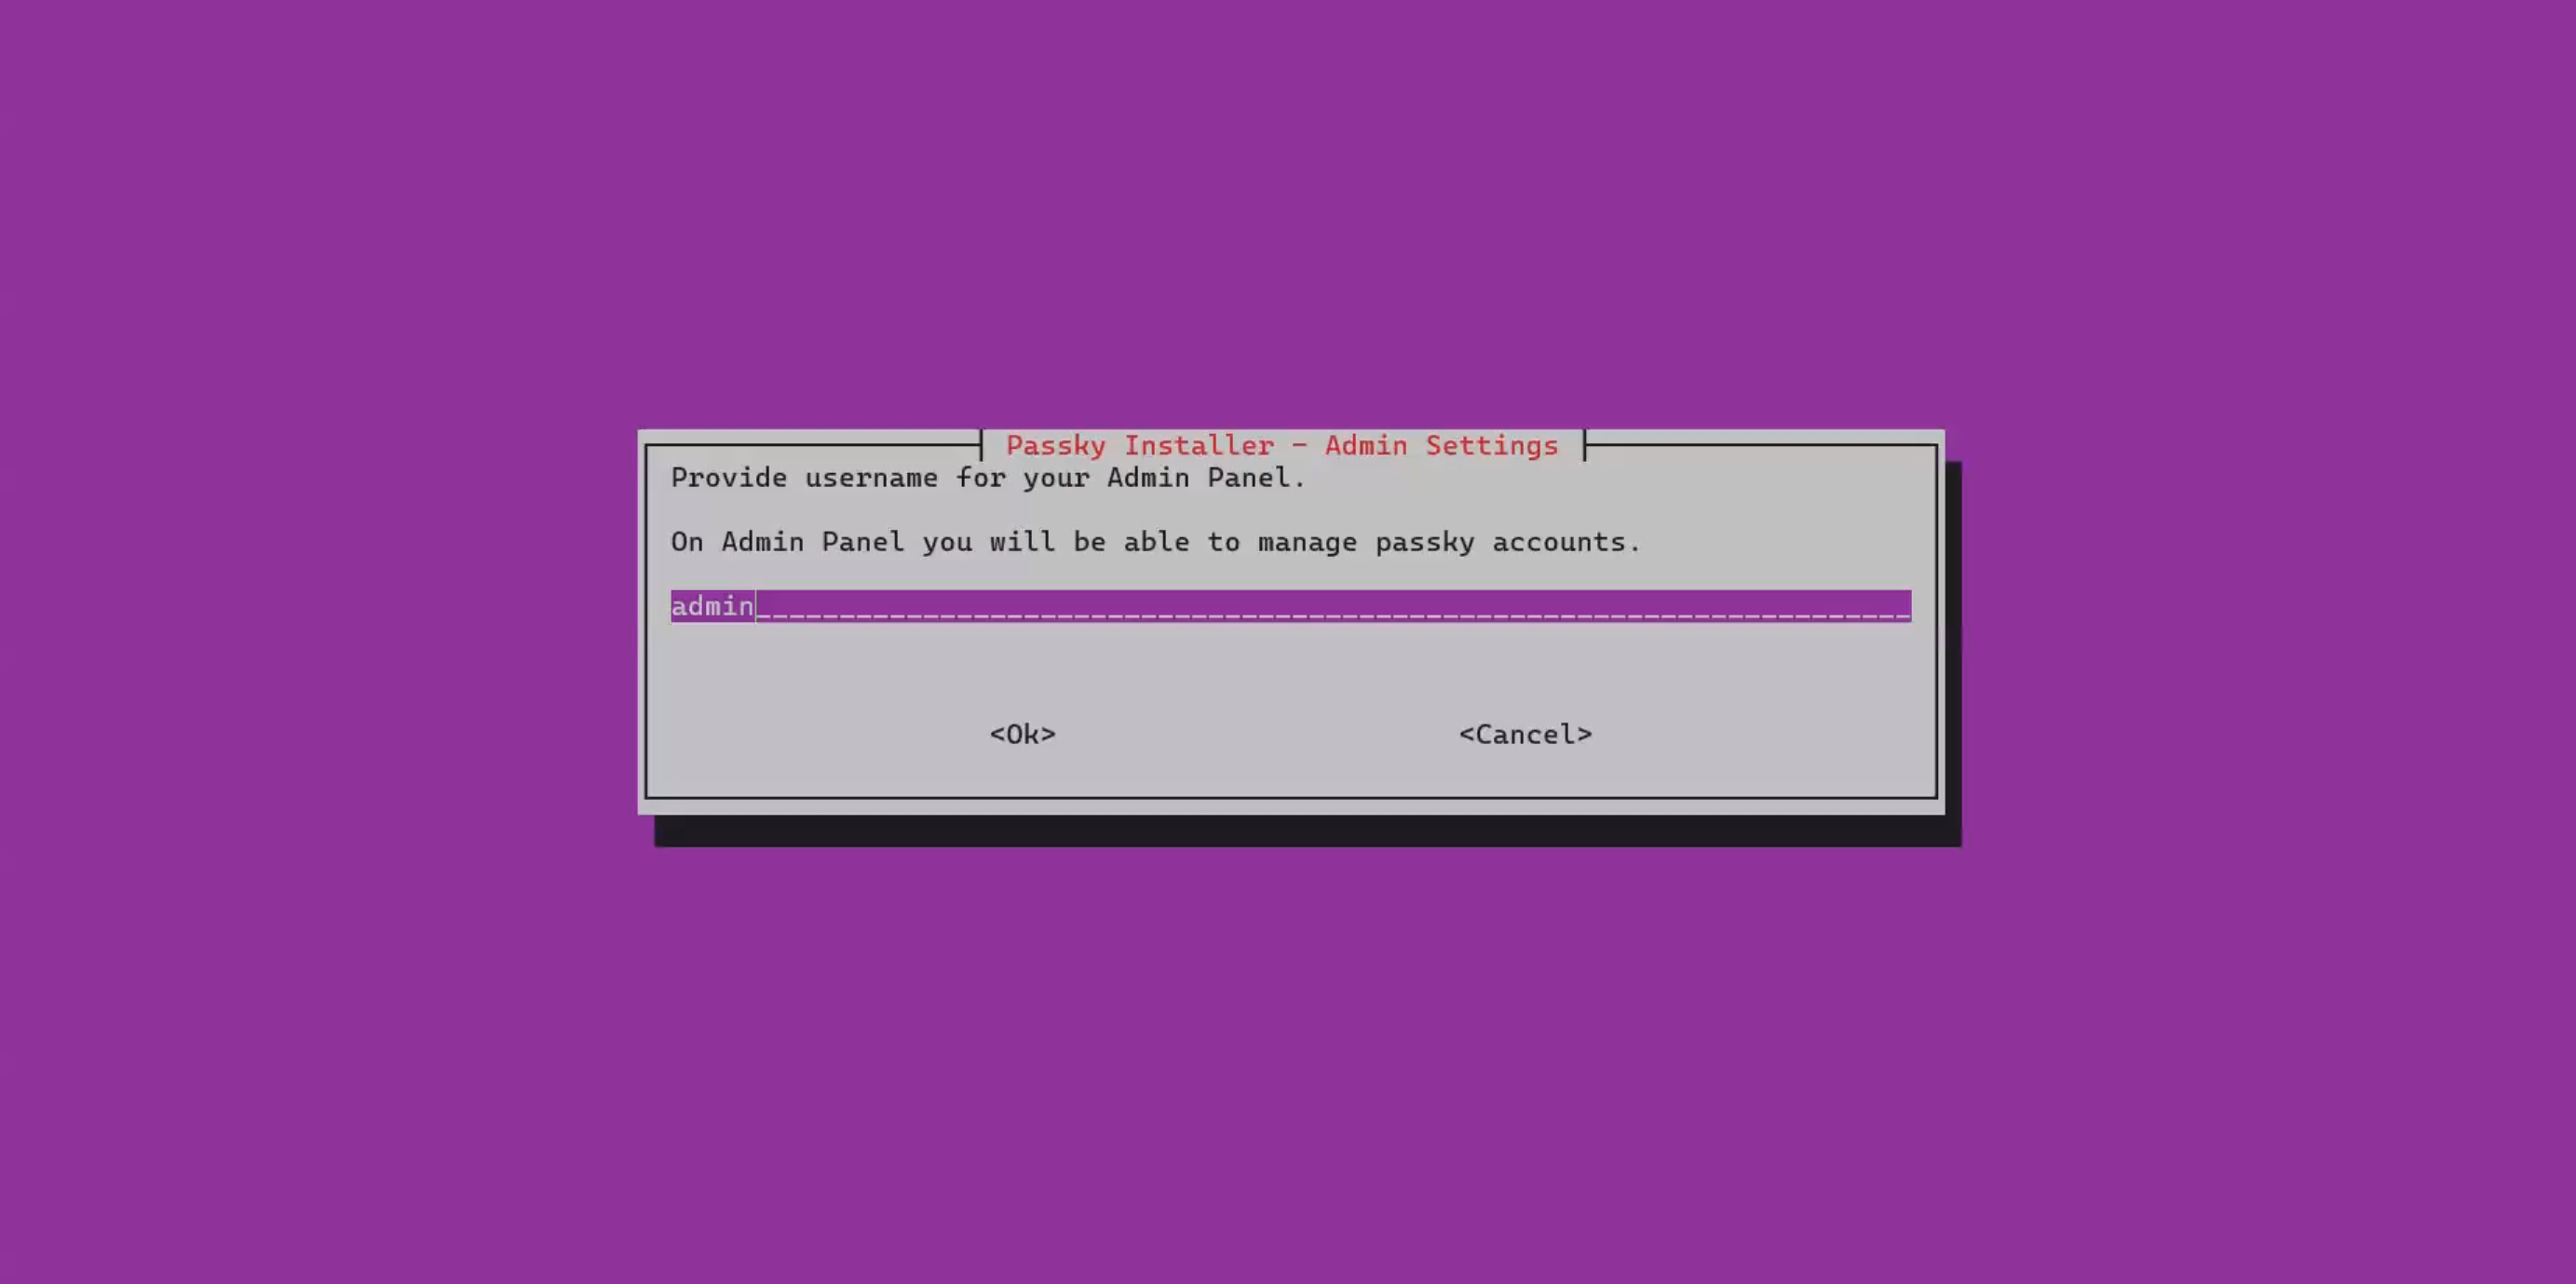 Passky Installer - Admin Settings
Provide username for your Admin Panel.
On Admin Panel you will be able to manage passky accounts.
admin
<Ok> <Cancel>